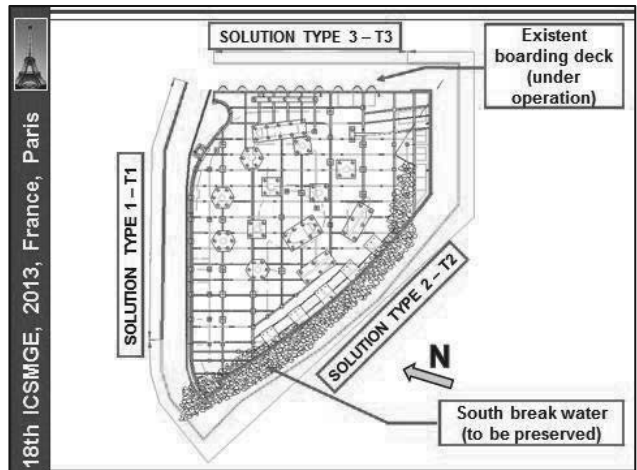 18th ICSMGE, 2013, France, Paris
SOLUTION TYPE 3 – T3
Existent
boarding deck
(under
operation)
SOLUTION TYPE 1 – T1
SOLUTION TYPE 2 – T2
N
South break water
(to be preserved)